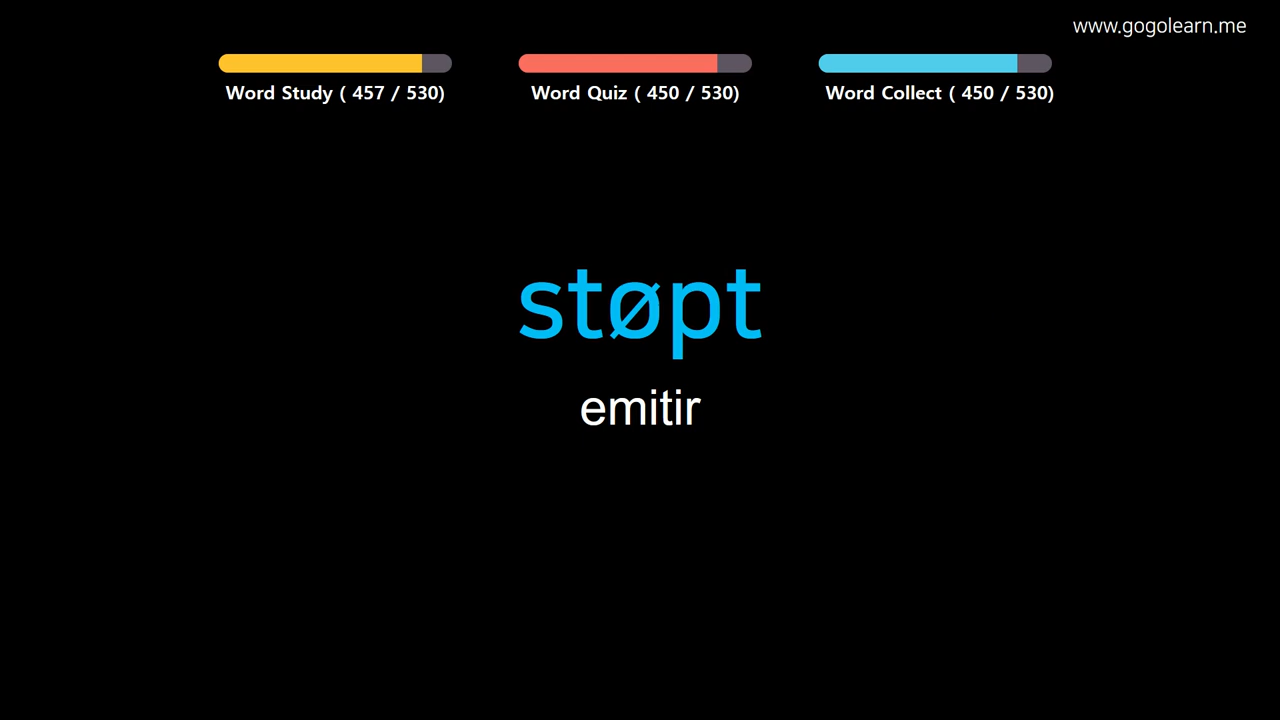 www.gogolearn.me
Word Study ( 457 / 530)
Word Quiz ( 450 / 530)
Word Collect ( 450 / 530)
støpt
emitir